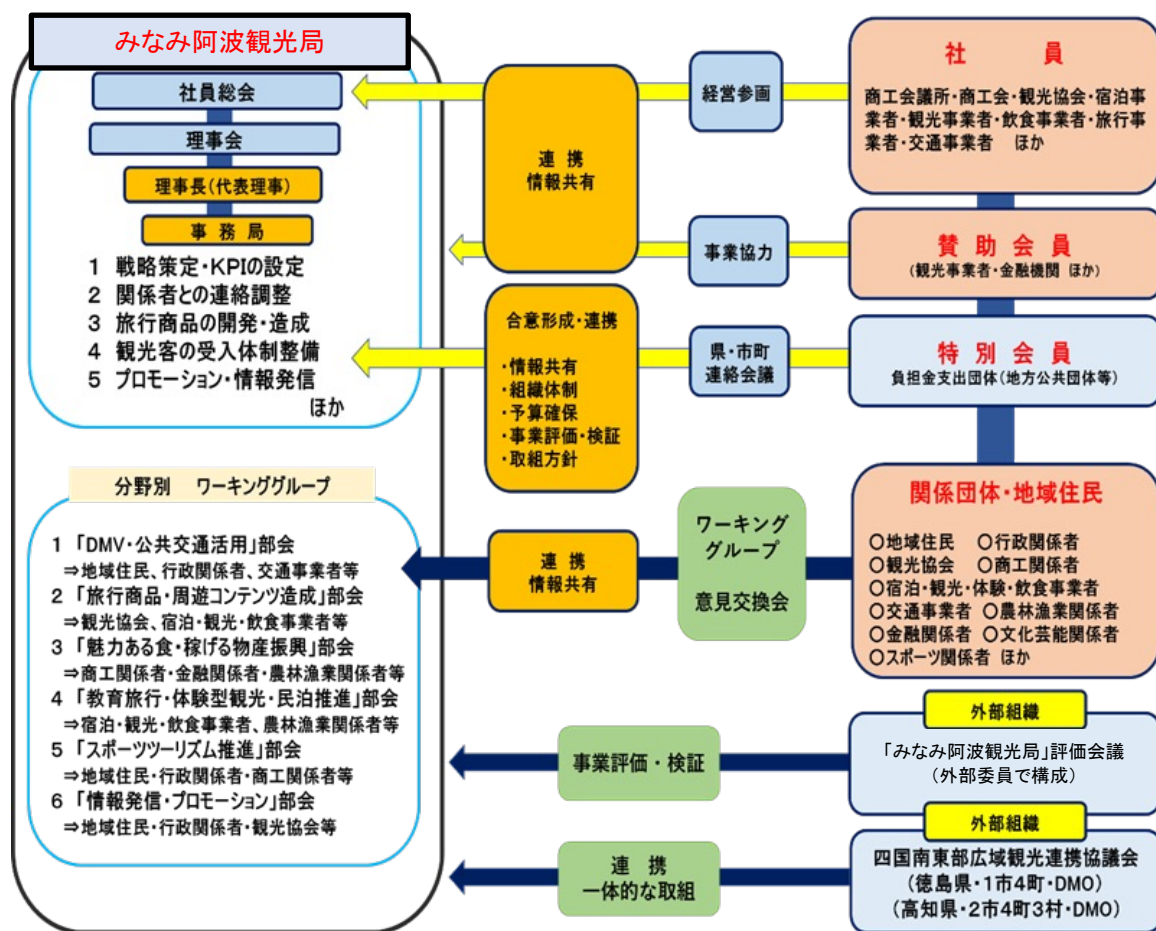 みなみ阿波観光局
社員総会
理事会
理事長(代表理事)
事務局
1 戦略策定・KPIの設定
2 関係者との連絡調整
3 旅行商品の開発・造成
4 観光客の受入体制整備
5 プロモーション・情報発信
ほか
分野別 ワーキンググループ
1 「DMV・公共交通活用」部会
⇒地域住民、行政関係者、交通事業者等
2 「旅行商品・周遊コンテンツ造成」部会
⇒観光協会、宿泊・観光・飲食事業者等
3 「魅力ある食・稼げる物産振興」部会
⇒商工関係者・金融関係者・農林漁業関係者等
4 「教育旅行・体験型観光・民泊推進」部会
⇒宿泊・観光・飲食事業者、農林漁業関係者等
5 「スポーツツーリズム推進」部会
⇒地域住民・行政関係者・商工関係者等
6 「情報発信・プロモーション」部会
⇒地域住民・行政関係者・観光協会等
連携
情報共有
合意形成・連携
・情報共有
・組織体制
・予算確保
・事業評価・検証
・取組方針
連携
情報共有
経営参画
事業協力
県・市町
連絡会議
ワーキング
グループ
意見交換会
事業評価・検証
連携
一体的な取組
社員
商工会議所・商工会・観光協会・宿泊事
業者・観光事業者・飲食事業者・旅行事
業者・交通事業者 ほか
賛助会員
(観光事業者・金融機関 ほか)
特別会員
負担金支出団体(地方公共団体等)
関係団体・地域住民
○地域住民 ○行政関係者
○観光協会 ○商工関係者
○宿泊・観光・体験・飲食事業者
○交通事業者 ○農林漁業関係者
○金融関係者 ○文化芸能関係者
○スポーツ関係者 ほか
外部組織
「みなみ阿波観光局」評価会議
(外部委員で構成)
外部組織
四国南東部広域観光連携協議会
(徳島県・1市4町・DMO)
(高知県・2市4町3村・DMO)